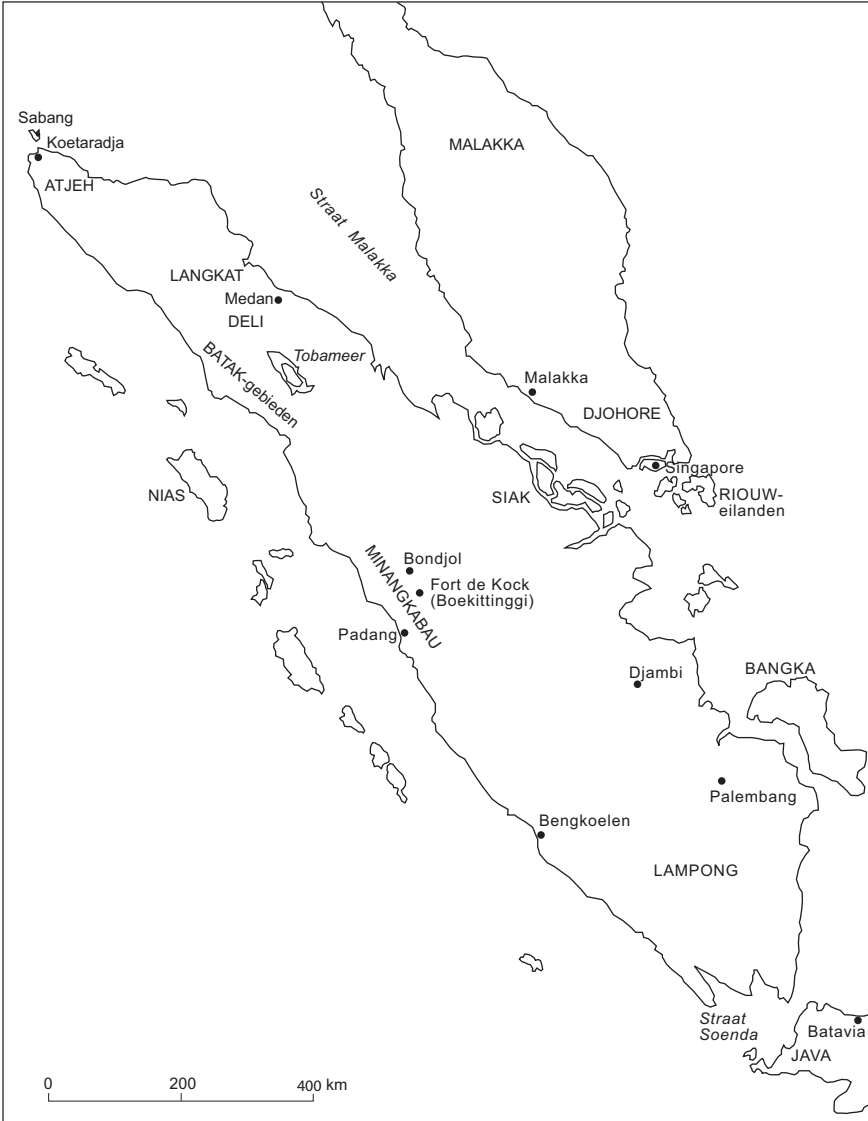 Sabang
Koetaradja
ATJEH
MALAKKA
Straat Malakka
LANGKAT
Medan
DELI
BATAK-gebieden
Tobameer
Malakka
DJOHORE
Singapore
RIOUW-
eilanden
NIAS
SIAK
Bondjol
MINANGKABAU
Fort de Kock
(Boekittinggi)
Padang
Djambi
BANGKA
Palembang
Bengkoelen
LAMPONG
Straat
Soenda
Batavia
JAVA
0 200 400 km